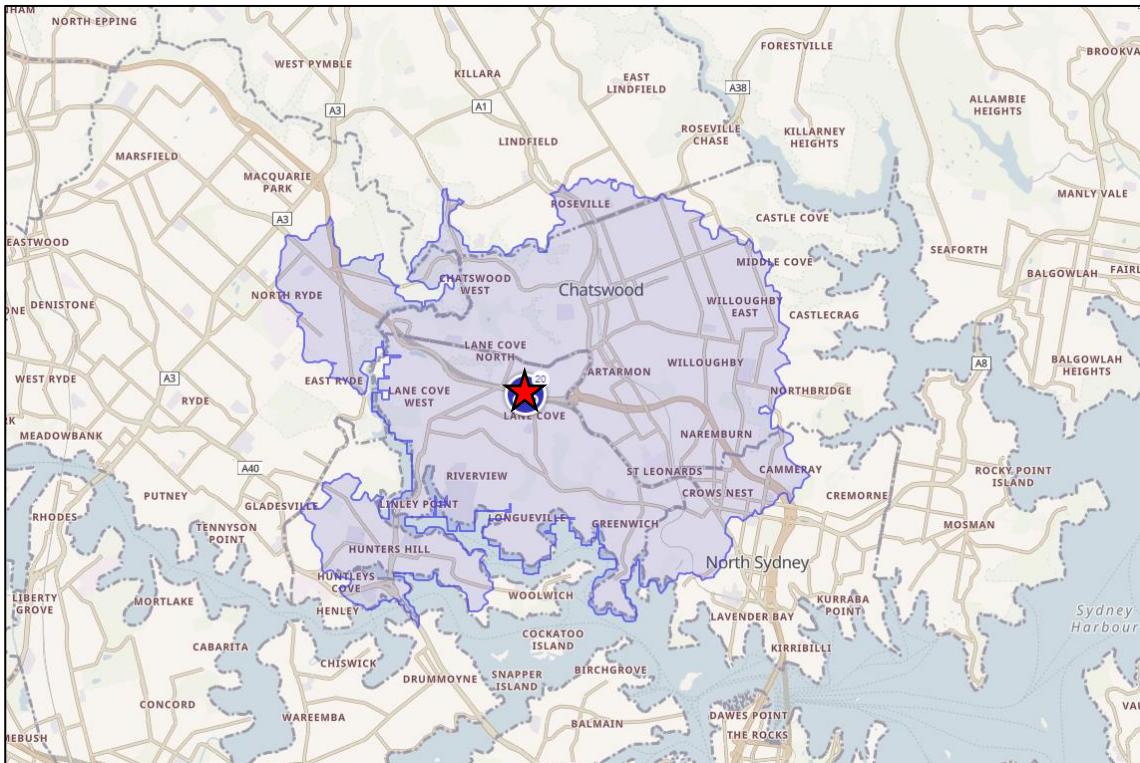 NORTH EPPING
WEST PYMBLE
FORESTVILLE
KILLARA
EAST
LINDFIELD
A3
A1
A38
ALLAMBIE
HEIGHTS
ROSEVILLE
CHASE
KILLARNEY
HEIGHTS
LINDFIELD
MARSFIELD
MACQUARIE
PARK
MANLY VALE
ROSEVILLE
A3
CASTLE COVE
EASTWOOD
SEAFORTH
MIDDLE COVE
BALGOWLAH
CHATSWOOD
WEST
Chatswood
NORTH RYDE
DENISTONE
WILLOUGHBY
EAST
CASTLECRAG
LANE COVE
NORTH
A8
BALGOWLAH
HEIGHTS
WILLOUGHBY
ARTARMON
20
WEST RYDE
A3
EAST RYDE
LANE COVE
WEST
NORTHBRIDGE
RYDE
LANE COVE
MEADOWBANK
NAREMBURN
A40
RIVERVIEW
ST LEONARDS
CAMMERAY
ROCKY POINT
ISLAND
PUTNEY
CROWS NEST
CREMORNE
GLADESVILLE
LINLEY POINT
RHODES
TENNYSON
POINT
LONGUEVILLE
GREENWICH
MOSMAN
HUNTERS HILL
North Sydney
HUNTLEYS
COVE
LIBERTY
GROVE
MORTLAKE
HENLEY
WOOLWICH
KURRABA
POINT
Sydney
Harbour
LAVENDER BAY
CABARITA
COCKATOO
ISLAND
KIRRIBILLI
CHISWICK
BIRCHGROVE
DRUMMOYNE
SNAPPER
ISLAND
CONCORD
WAREEMBA
BALMAIN
DAWES POINT
THE ROCKS